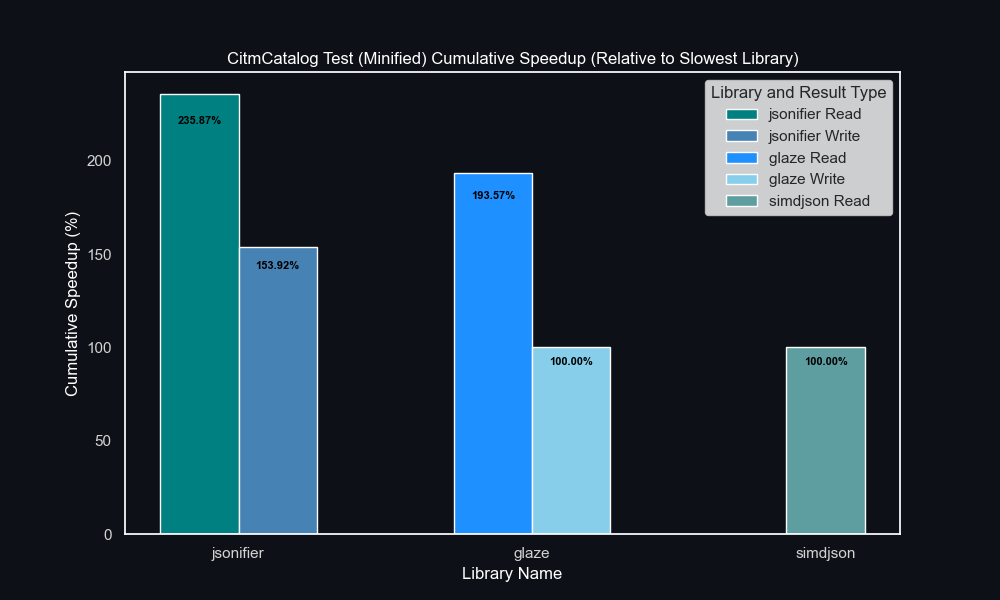 CitmCatalog Test (Minified) Cumulative Speedup (Relative to Slowest Library)
Library and Result Type
jsonifier Read
jsonifier Write
glaze Read
glaze Write
simdjson Read
Cumulative Speedup (%)
200
150
100
50
0
235.87%
153.92%
193.57%
100.00%
100.00%
jsonifier
glaze
simdjson
Library Name